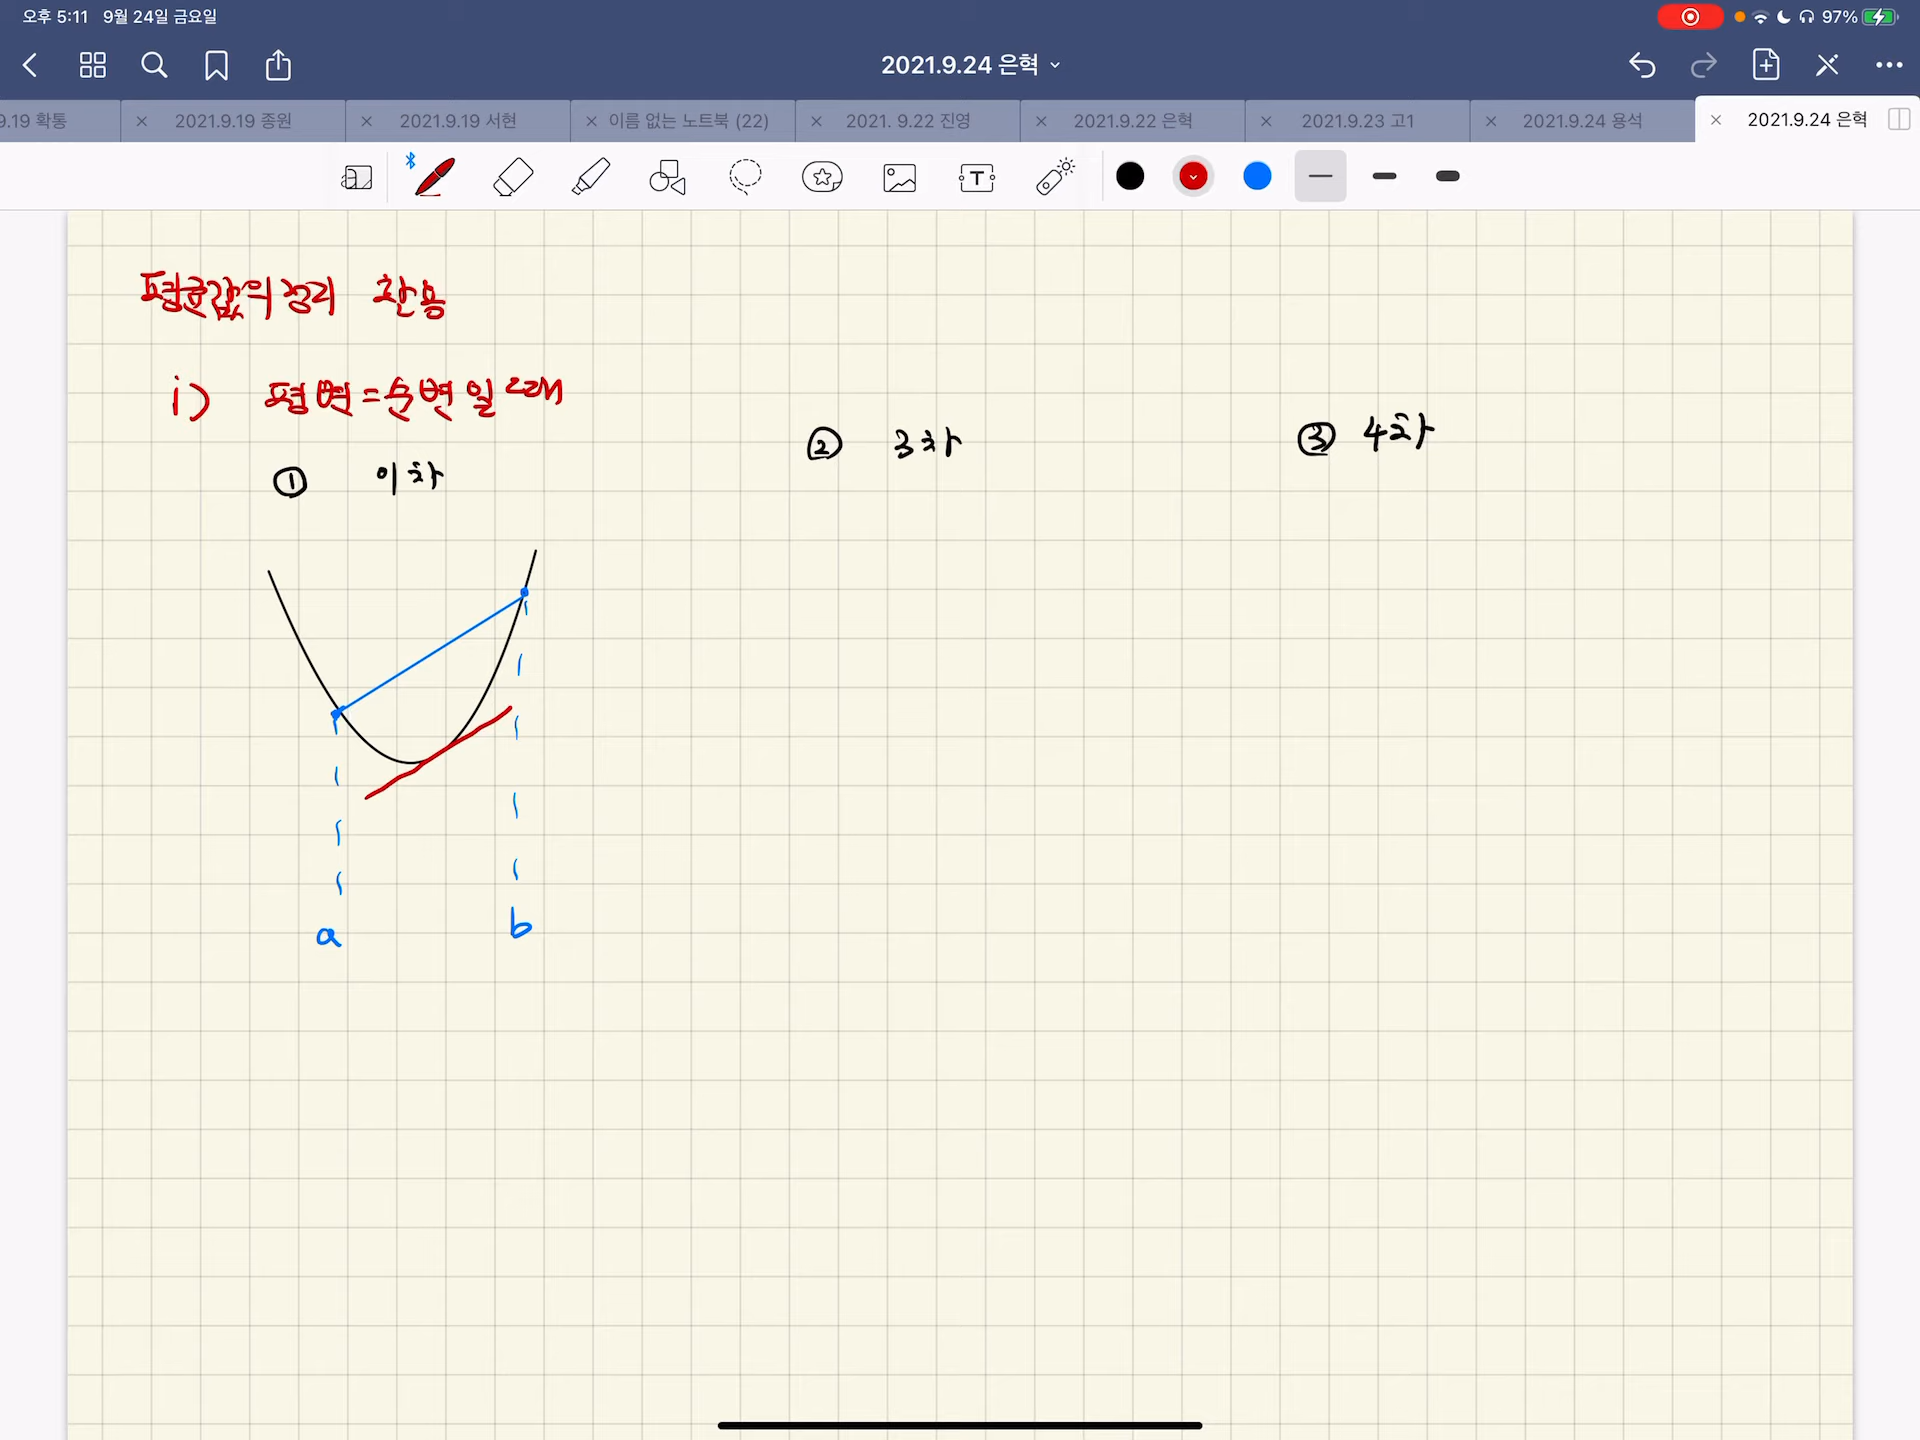 오후 5:11 9월 24일 금요일
97%
2021.9.24 은혁
9.19 확통
2021.9.19 종원
2021.9.19 서현
이름 없는 노트북 (22)
2021. 9.22 진영
2021.9.22 은혁
2021.9.23 고1
2021.9.24 용석
2021.9.24 은혁
평균값의정리 활용
i) 평변=순변일때
① 이차
② 3차
③ 4차
a
b